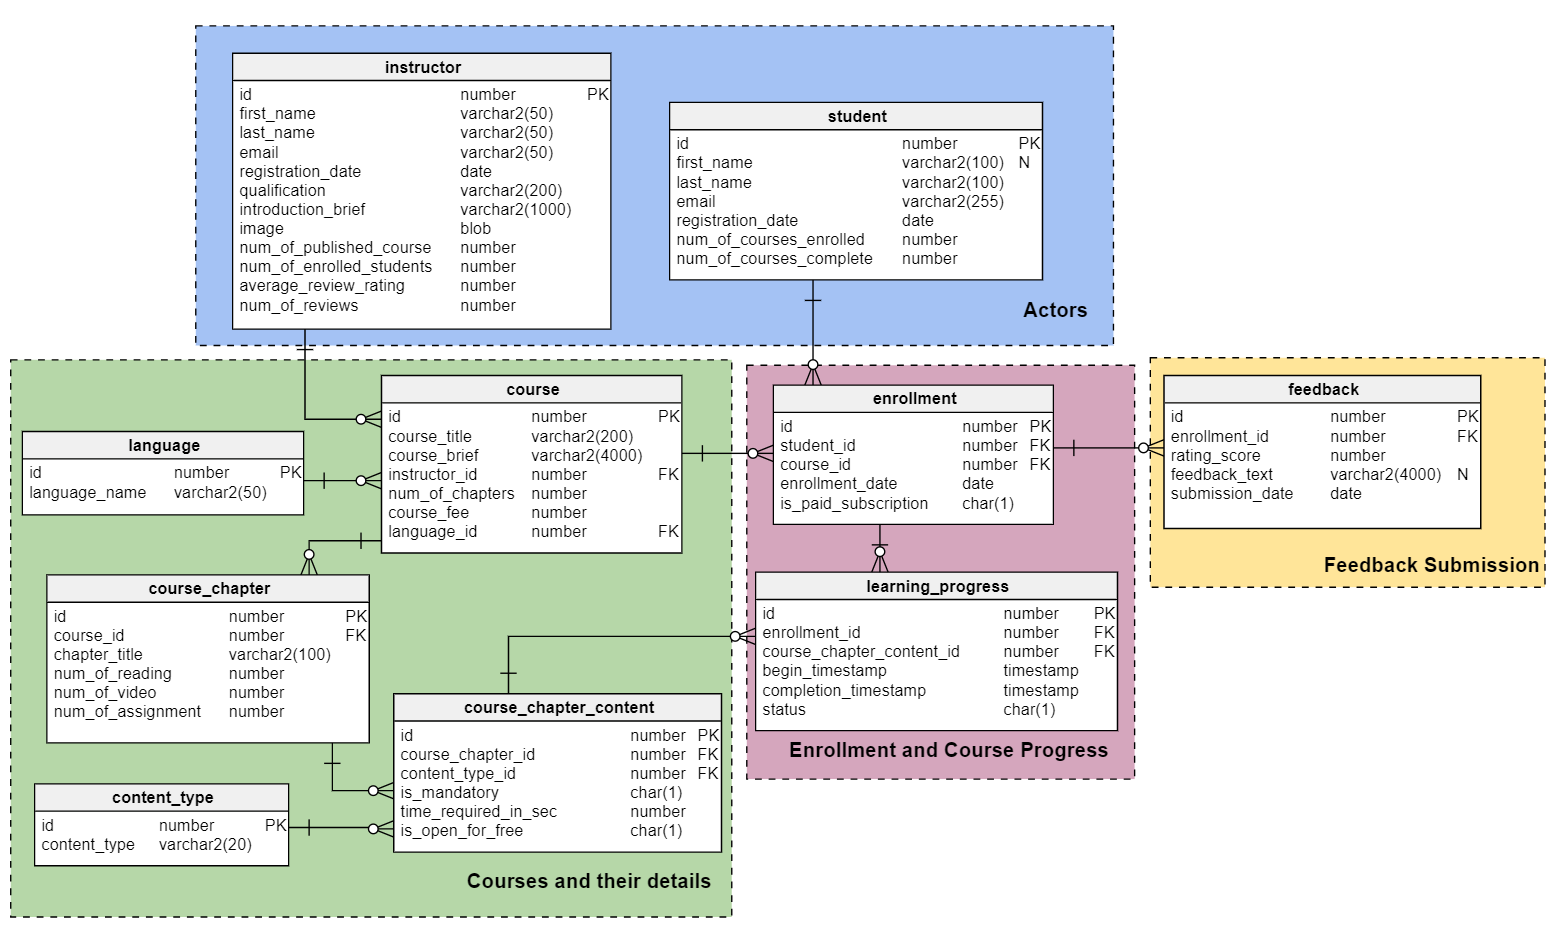 instructor
id number PK
first_name varchar2(50)
last_name varchar2(50)
email varchar2(50)
registration_date date
qualification varchar2(200)
introduction_brief varchar2(1000)
image blob
num_of_published_course number
num_of_enrolled_students number
average_review_rating number
num_of_reviews number
student
id number PK
first_name varchar2(100) N
last_name varchar2(100)
email varchar2(255)
registration_date date
num_of_courses_enrolled number
num_of_courses_complete number
Actors
course
id number PK
course_title varchar2(200)
course_brief varchar2(4000)
instructor_id number FK
num_of_chapters number
course_fee number
language_id number FK
language
id number PK
language_name varchar2(50)
course_chapter
id number PK
course_id number FK
chapter_title varchar2(100)
num_of_reading number
num_of_video number
num_of_assignment number
course_chapter_content
id number PK
course_chapter_id number FK
content_type_id number FK
is_mandatory char(1)
time_required_in_sec number
is_open_for_free char(1)
content_type
id number PK
content_type varchar2(20)
Courses and their details
enrollment
id number PK
student_id number FK
course_id number FK
enrollment_date date
is_paid_subscription char(1)
learning_progress
id number PK
enrollment_id number FK
course_chapter_content_id number FK
begin_timestamp timestamp
completion_timestamp timestamp
status char(1)
Enrollment and Course Progress
feedback
id number PK
enrollment_id number FK
rating_score number
feedback_text varchar2(4000) N
submission_date date
Feedback Submission